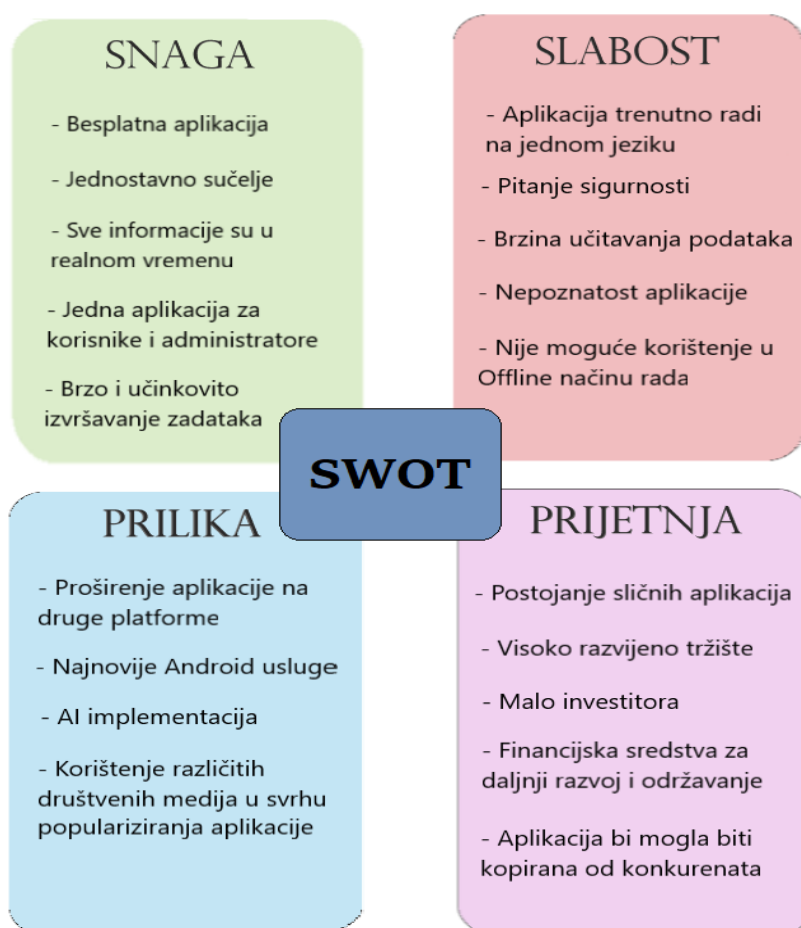 SNAGA
- Besplatna aplikacija
- Jednostavno sučelje
- Sve informacije su u
realnom vremenu
- Jedna aplikacija za
korisnike i administratore
- Brzo i učinkovito
izvršavanje zadataka
SLABOST
- Aplikacija trenutno radi
na jednom jeziku
- Pitanje sigurnosti
- Brzina učitavanja podataka
- Nepoznatost aplikacije
- Nije moguće korištenje u
Offline načinu rada
SWOT
PRILIKA
- Proširenje aplikacije na
druge platforme
- Najnovije Android usluge
- AI implementacija
- Korištenje različitih
društvenih medija u svrhu
populariziranja aplikacije
PRIJETNJA
- Postojanje sličnih aplikacija
- Visoko razvijeno tržište
- Malo investitora
- Financijska sredstva za
daljnji razvoj i održavanje
- Aplikacija bi mogla biti
kopirana od konkurenata